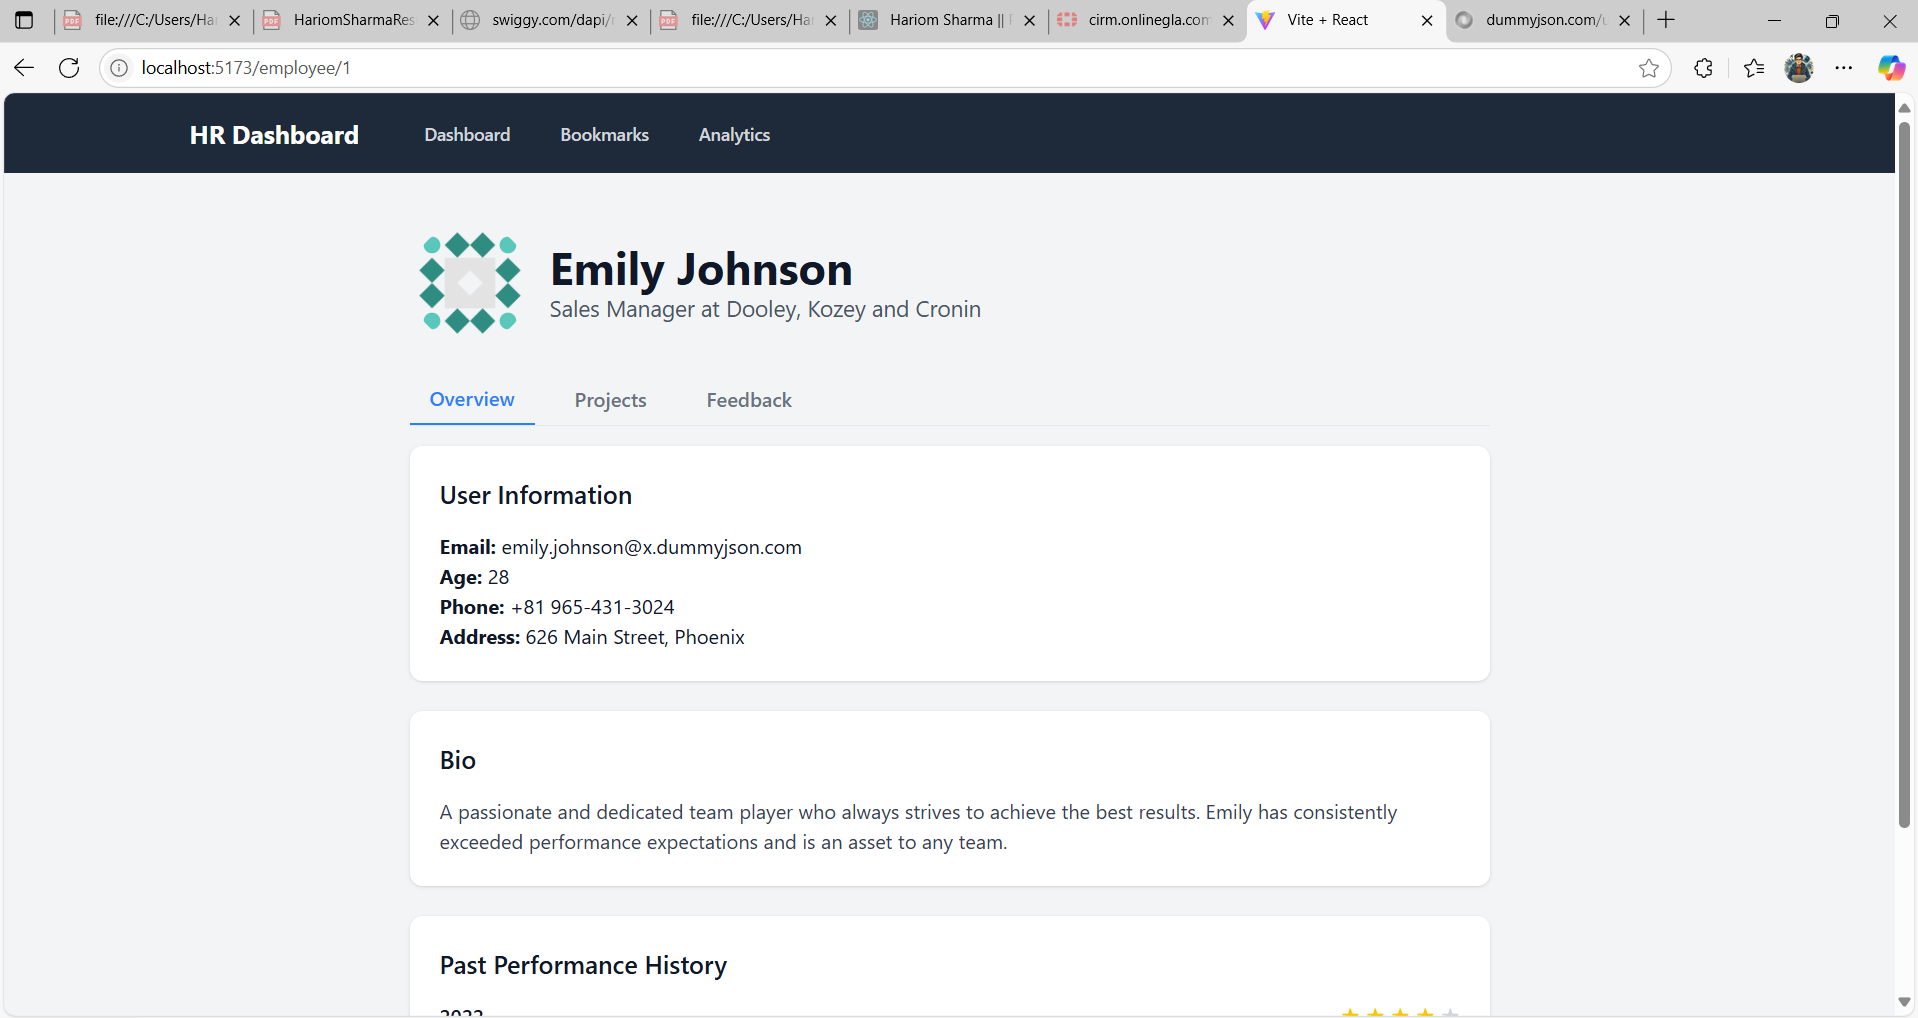 file:///C:/Users/Ha
HariomSharmaRes
swiggy.com/dapi/
file:///C:/Users/Ha
Hariom Sharma ||
cirm.onlinegla.com
Vite + React
dummyjson.com/u
localhost:5173/employee/1
HR Dashboard
Dashboard
Bookmarks
Analytics
Emily Johnson
Sales Manager at Dooley, Kozey and Cronin
Overview
Projects
Feedback
User Information
Email: emily.johnson@x.dummyjson.com
Age: 28
Phone: +81 965-431-3024
Address: 626 Main Street, Phoenix
Bio
A passionate and dedicated team player who always strives to achieve the best results. Emily has consistently
exceeded performance expectations and is an asset to any team.
Past Performance History